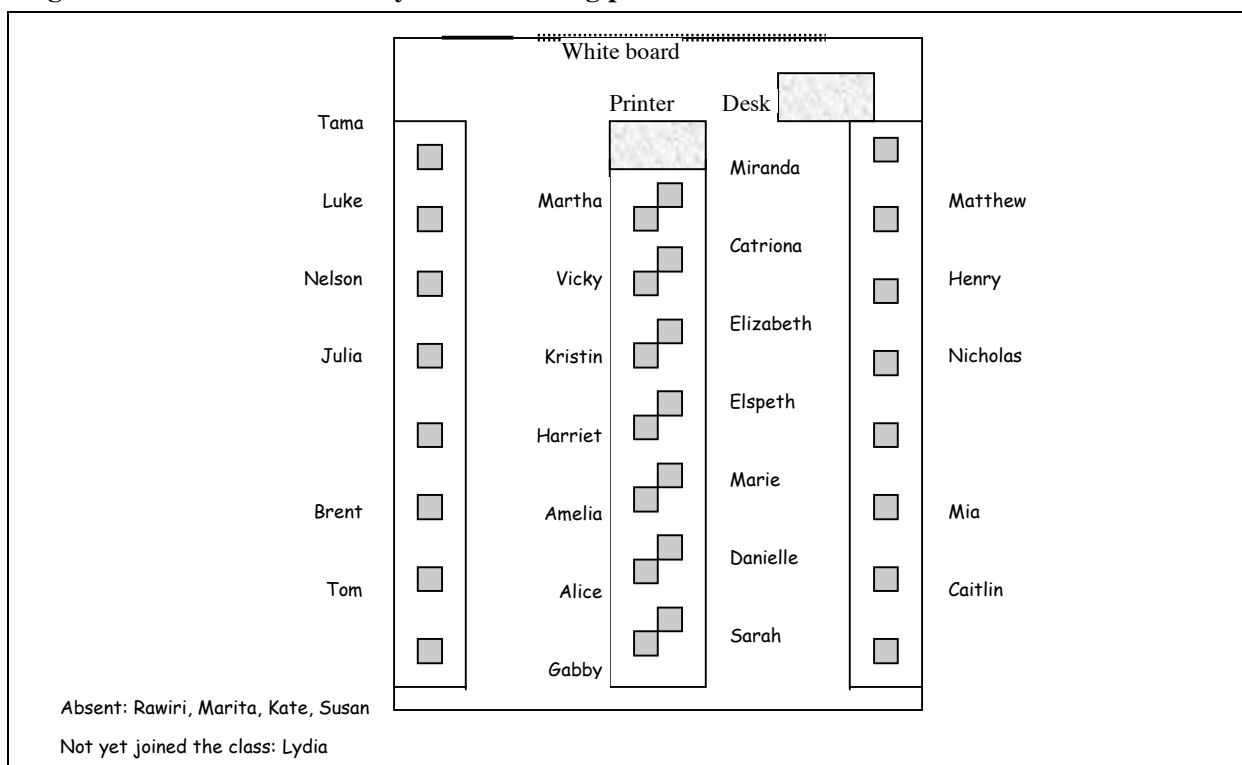 White board
Printer
Desk
Tama
Miranda
Luke
Martha
Matthew
Catriona
Nelson
Vicky
Henry
Elizabeth
Julia
Kristin
Nicholas
Elspeth
Harriet
Marie
Brent
Amelia
Mia
Danielle
Tom
Alice
Caitlin
Sarah
Gabby
Absent: Rawiri, Marita, Kate, Susan
Not yet joined the class: Lydia